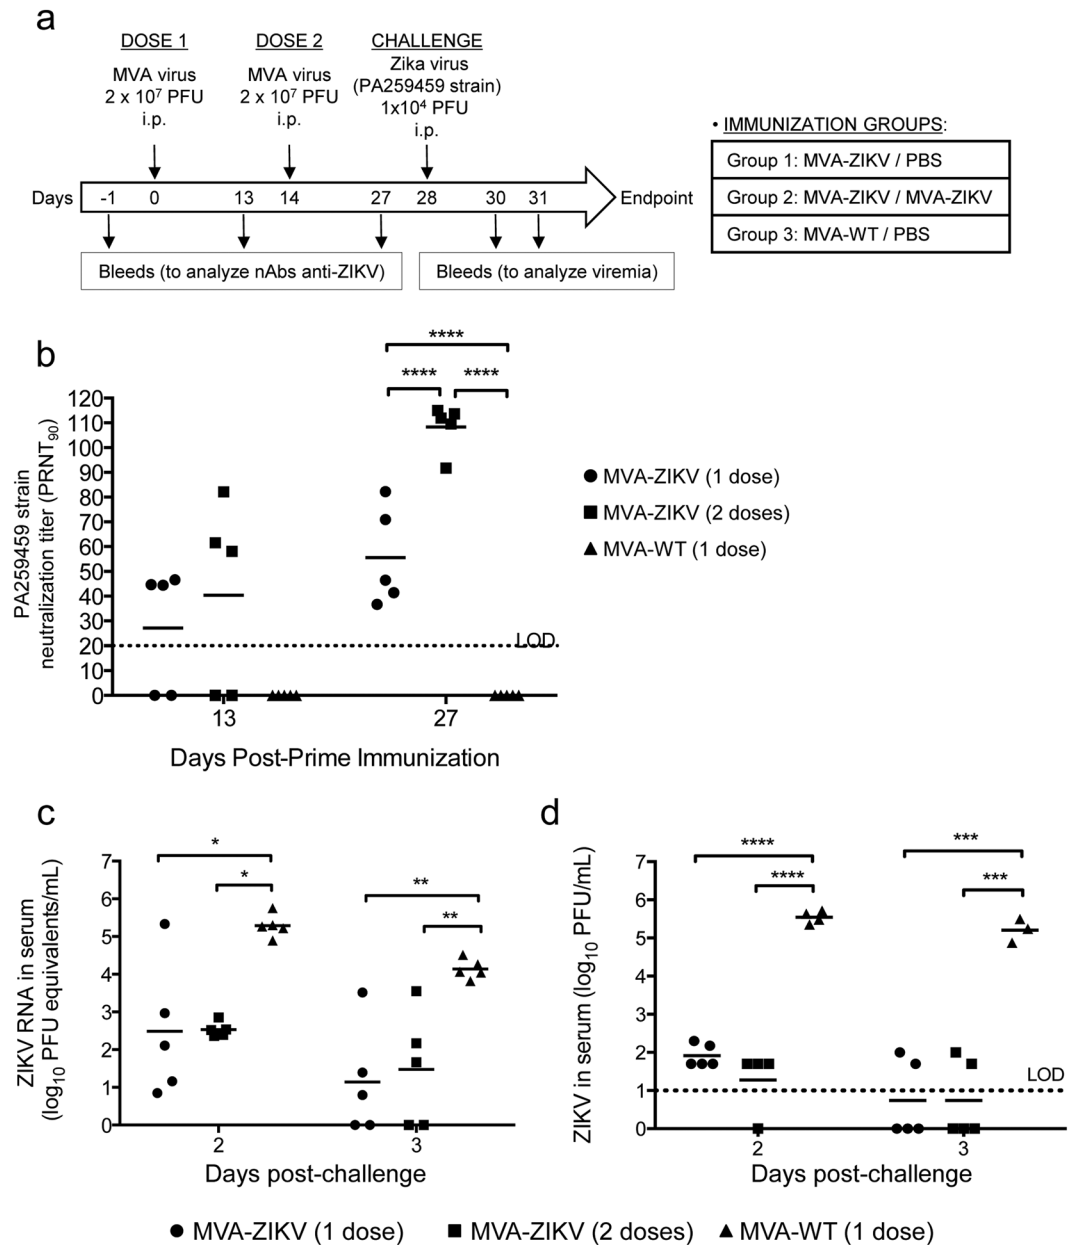 a
DOSE 1
MVA virus
2 x 10⁷ PFU
i.p.
DOSE 2
MVA virus
2 x 10⁷ PFU
i.p.
CHALLENGE
Zika virus
(PA259459 strain)
1x10⁴ PFU
i.p.
Days
-1 0 13 14 27 28 30 31
Endpoint
Bleeds (to analyze nAbs anti-ZIKV)
Bleeds (to analyze viremia)
• IMMUNIZATION GROUPS:
Group 1: MVA-ZIKV / PBS
Group 2: MVA-ZIKV / MVA-ZIKV
Group 3: MVA-WT / PBS
b
PA259459 strain
neutralization titer (PRNT₉₀)
120
110
100
90
80
70
60
50
40
30
20
10
0
****
**** ****
LOD
13 27
Days Post-Prime Immunization
MVA-ZIKV (1 dose)
MVA-ZIKV (2 doses)
MVA-WT (1 dose)
c
ZIKV RNA in serum
(log₁₀ PFU equivalents/mL)
7
6
5
4
3
2
1
0
*
*
**
**
2 3
Days post-challenge
d
ZIKV in serum (log₁₀ PFU/mL)
7
6
5
4
3
2
1
0
****
****
***
***
LOD
2 3
Days post-challenge
MVA-ZIKV (1 dose) MVA-ZIKV (2 doses) MVA-WT (1 dose)